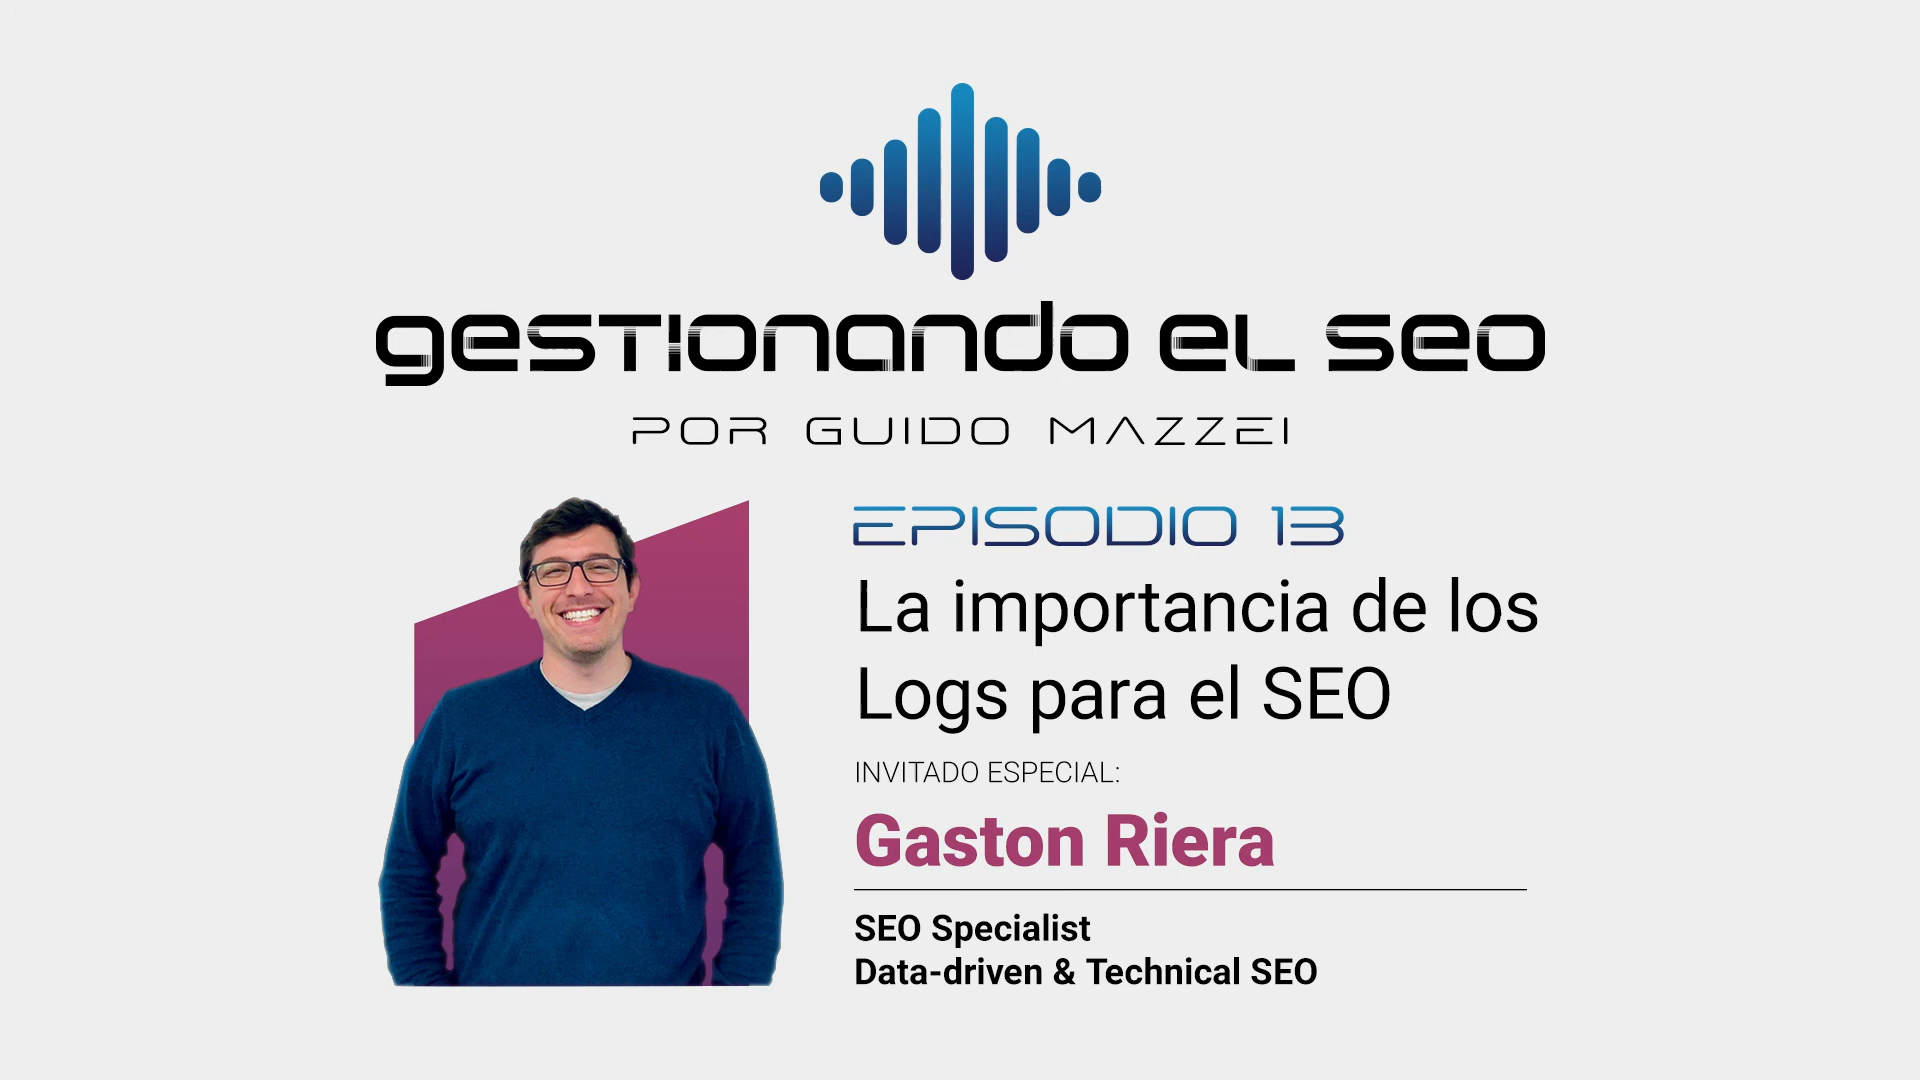 gestionando el seo
POR GUIDO MAZZEI
EPISODIO 13
La importancia de los
Logs para el SEO
INVITADO ESPECIAL:
Gaston Riera
SEO Specialist
Data-driven & Technical SEO